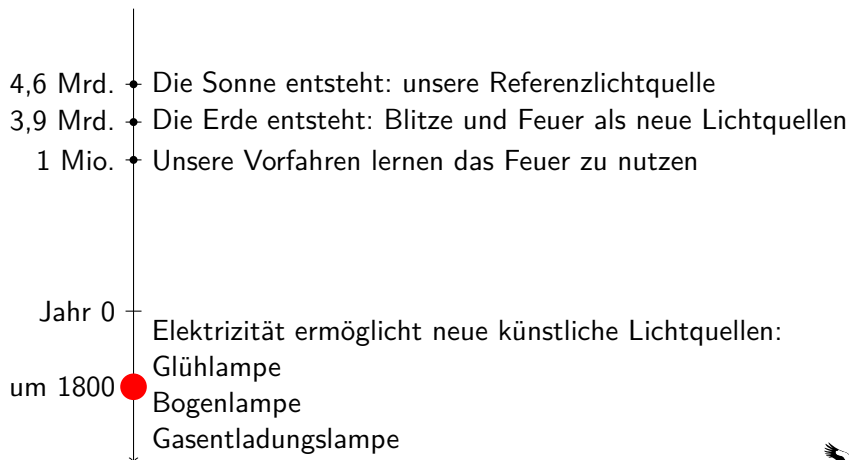 4,6 Mrd. Die Sonne entsteht: unsere Referenzlichtquelle
3,9 Mrd. Die Erde entsteht: Blitze und Feuer als neue Lichtquellen
1 Mio. Unsere Vorfahren lernen das Feuer zu nutzen
Jahr 0
Elektrizität ermöglicht neue künstliche Lichtquellen:
Glühlampe
um 1800
Bogenlampe
Gasentladungslampe